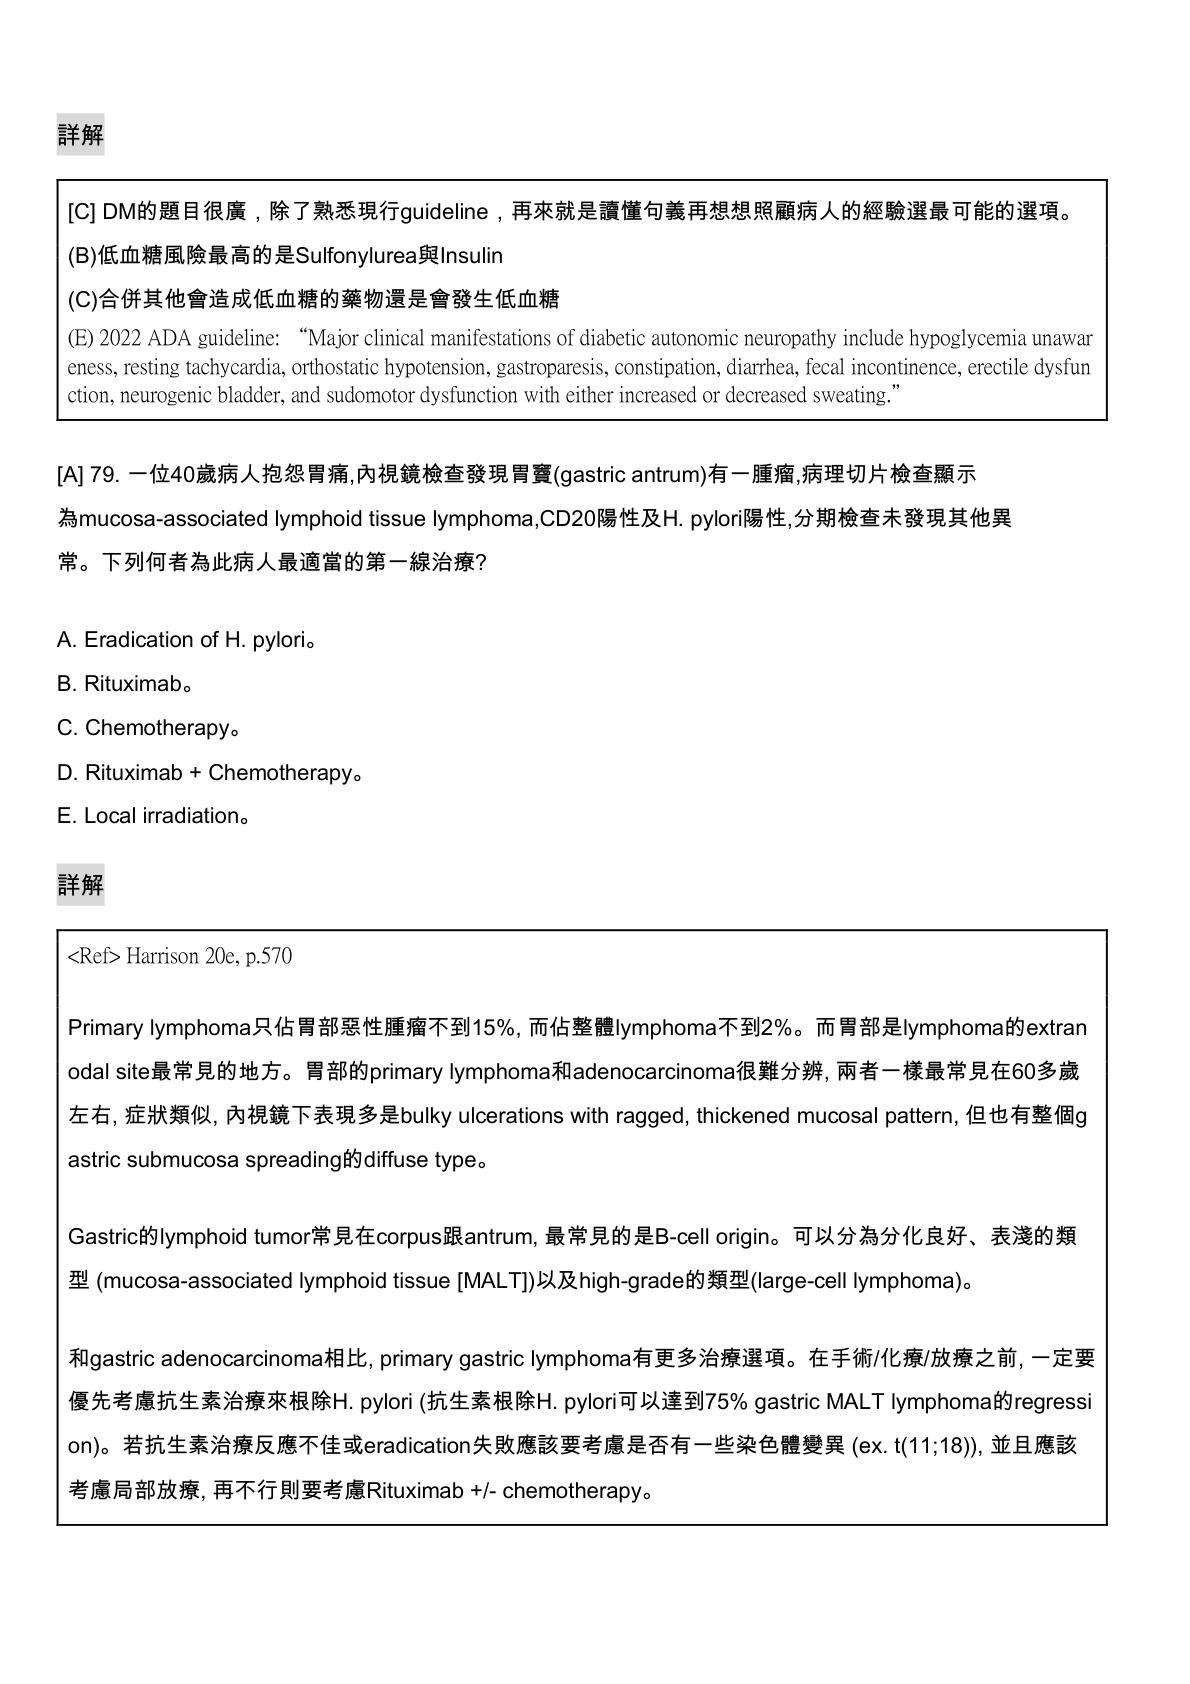 詳解
[C] DM的題目很廣，除了熟悉現行guideline，再來就是讀懂句義再想想照顧病人的經驗選最可能的選項。
(B)低血糖風險最高的是Sulfonylurea與Insulin
(C)合併其他會造成低血糖的藥物還是會發生低血糖
(E) 2022 ADA guideline: “Major clinical manifestations of diabetic autonomic neuropathy include hypoglycemia unawar
eness, resting tachycardia, orthostatic hypotension, gastroparesis, constipation, diarrhea, fecal incontinence, erectile dysfun
ction, neurogenic bladder, and sudomotor dysfunction with either increased or decreased sweating.”
[A] 79. 一位40歲病人抱怨胃痛,內視鏡檢查發現胃竇(gastric antrum)有一腫瘤,病理切片檢查顯示
為mucosa-associated lymphoid tissue lymphoma,CD20陽性及H. pylori陽性,分期檢查未發現其他異
常。下列何者為此病人最適當的第一線治療?
A. Eradication of H. pylori。
B. Rituximab。
C. Chemotherapy。
D. Rituximab + Chemotherapy。
E. Local irradiation。
詳解
<Ref> Harrison 20e, p.570
Primary lymphoma只佔胃部惡性腫瘤不到15%, 而佔整體lymphoma不到2%。而胃部是lymphoma的extran
odal site最常見的地方。胃部的primary lymphoma和adenocarcinoma很難分辨, 兩者一樣最常見在60多歲
左右, 症狀類似, 內視鏡下表現多是bulky ulcerations with ragged, thickened mucosal pattern, 但也有整個g
astric submucosa spreading的diffuse type。
Gastric的lymphoid tumor常見在corpus跟antrum, 最常見的是B-cell origin。可以分為分化良好、表淺的類
型 (mucosa-associated lymphoid tissue [MALT])以及high-grade的類型(large-cell lymphoma)。
和gastric adenocarcinoma相比, primary gastric lymphoma有更多治療選項。在手術/化療/放療之前, 一定要
優先考慮抗生素治療來根除H. pylori (抗生素根除H. pylori可以達到75% gastric MALT lymphoma的regressi
on)。若抗生素治療反應不佳或eradication失敗應該要考慮是否有一些染色體變異 (ex. t(11;18)), 並且應該
考慮局部放療, 再不行則要考慮Rituximab +/- chemotherapy。